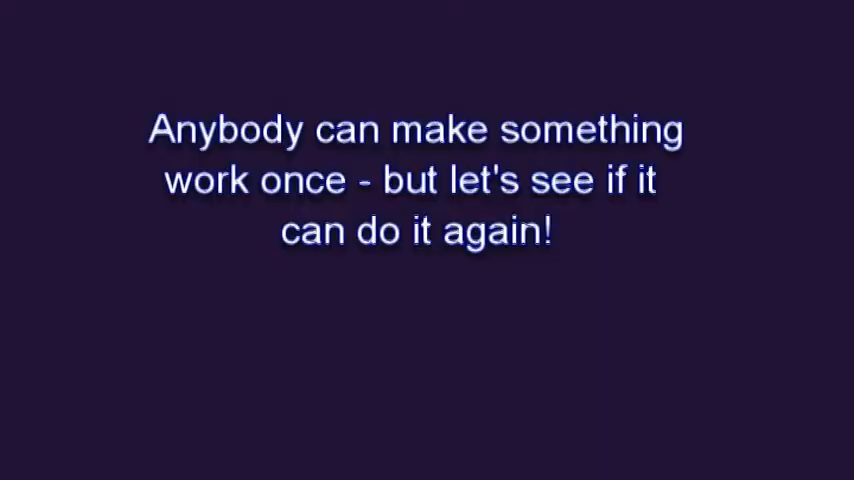 Anybody can make something
work once - but let's see if it
can do it again!